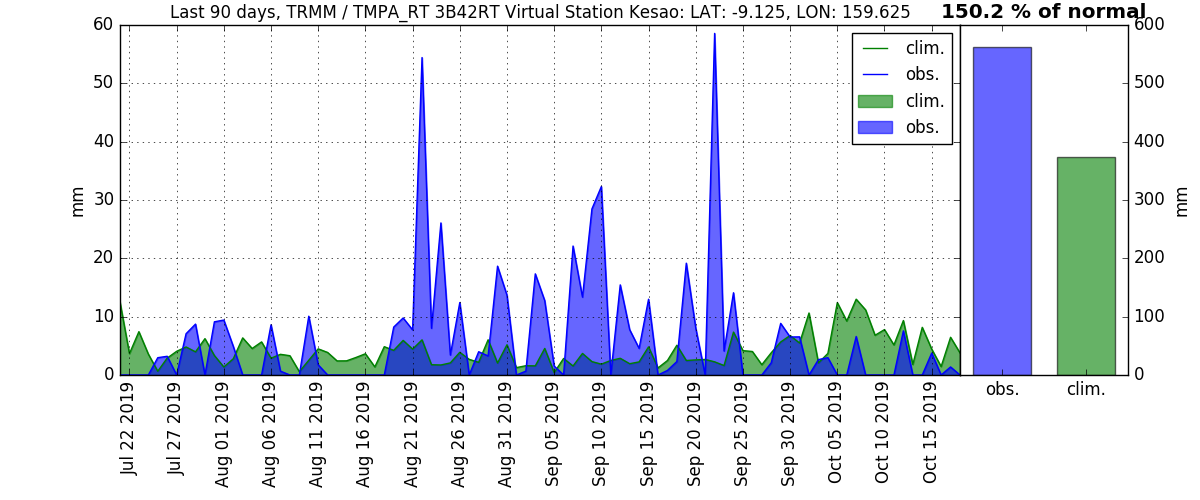 Last 90 days, TRMM / TMPA_RT 3B42RT Virtual Station Kesao: LAT: -9.125, LON: 159.625
150.2 % of normal
60
50
40
30
20
10
0
mm
clim.
obs.
clim.
obs.
600
500
400
300
200
100
0
mm
Jul 22 2019
Jul 27 2019
Aug 01 2019
Aug 06 2019
Aug 11 2019
Aug 16 2019
Aug 21 2019
Aug 26 2019
Aug 31 2019
Sep 05 2019
Sep 10 2019
Sep 15 2019
Sep 20 2019
Sep 25 2019
Sep 30 2019
Oct 05 2019
Oct 10 2019
Oct 15 2019
obs.
clim.